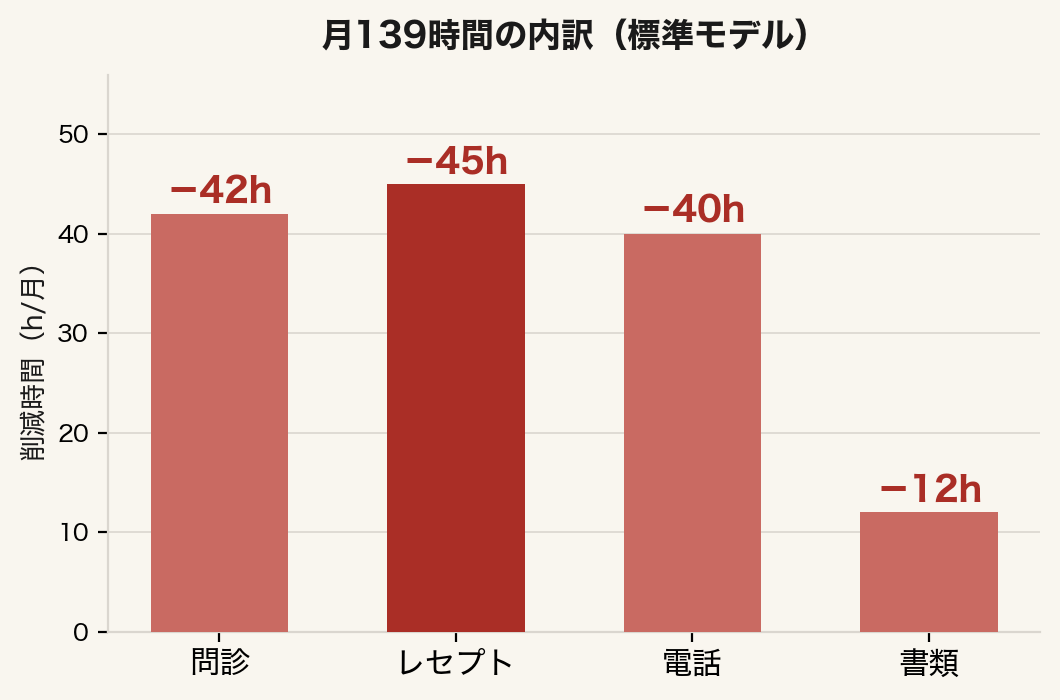 月139時間の内訳（標準モデル）
削減時間（h/月）
50
40
30
20
10
0
−42h
−45h
−40h
−12h
問診
レセプト
電話
書類